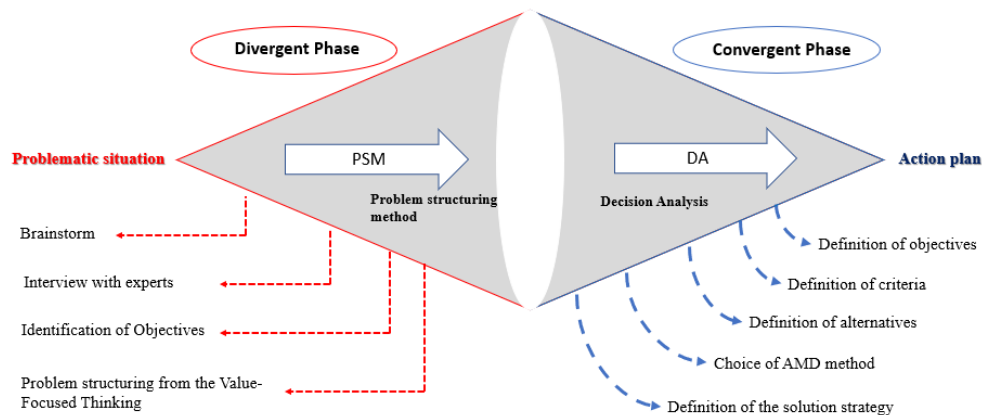 Divergent Phase
Convergent Phase
Problematic situation
PSM
DA
Action plan
Problem structuring
method
Decision Analysis
Brainstorm
Interview with experts
Identification of Objectives
Problem structuring from the Value-
Focused Thinking
Definition of objectives
Definition of criteria
Definition of alternatives
Choice of AMD method
Definition of the solution strategy